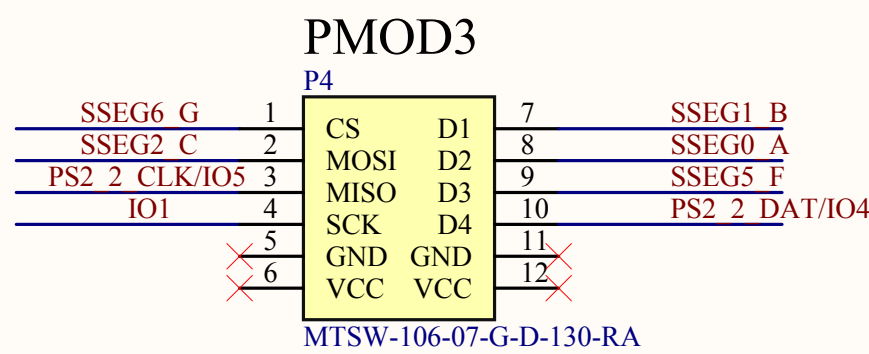 PMOD3
P4
SSEG6_G 1 CS D1 7 SSEG1_B
SSEG2_C 2 MOSI D2 8 SSEG0_A
PS2_2_CLK/IO5 3 MISO D3 9 SSEG5_F
IO1 4 SCK D4 10 PS2_2_DAT/IO4
5 GND GND 11
6 VCC VCC 12
MTSW-106-07-G-D-130-RA